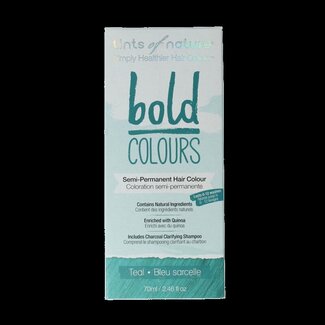 tints of nature
Simply Healthier Hair Colour
bold
COLOURS
Semi-Permanent Hair Colour
Coloration semi-permanente
Contains Natural Ingredients
Contient des ingrédients naturels
Enriched with Quinoa
Enrichi avec du quinoa
Includes Charcoal Clarifying Shampoo
Comprend le shampooing clarifiant au charbon
Teal • Bleu sarcelle
70ml / 2.46 fl oz